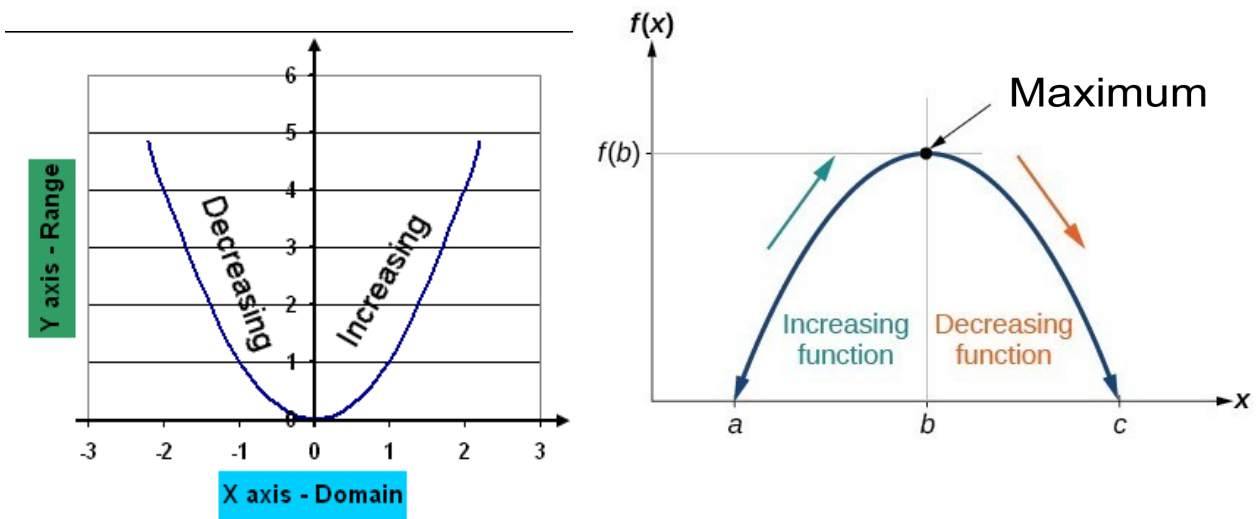 6
5
4
3
2
1
0
-3 -2 -1 0 1 2 3
Y axis - Range
Decreasing
Increasing
X axis - Domain
f(x)
Maximum
f(b)
Increasing
function
Decreasing
function
a b c
x